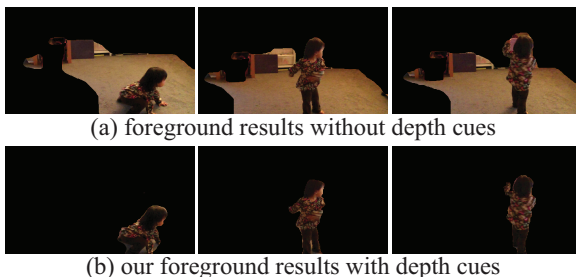 (a) foreground results without depth cues
(b) our foreground results with depth cues